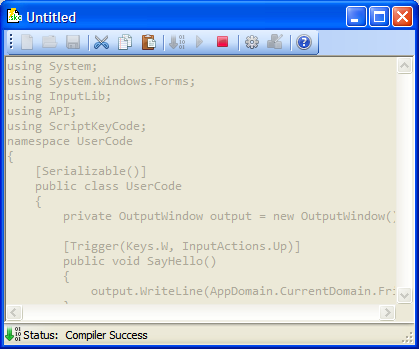 Untitled
using System;
using System.Windows.Forms;
using InputLib;
using API;
using ScriptKeyCode;
namespace UserCode
{
[Serializable()]
public class UserCode
{
private OutputWindow output = new OutputWindow()
[Trigger(Keys.W, InputActions.Up)]
public void SayHello()
{
output.WriteLine(AppDomain.CurrentDomain.Fri
}
Status: Compiler Success